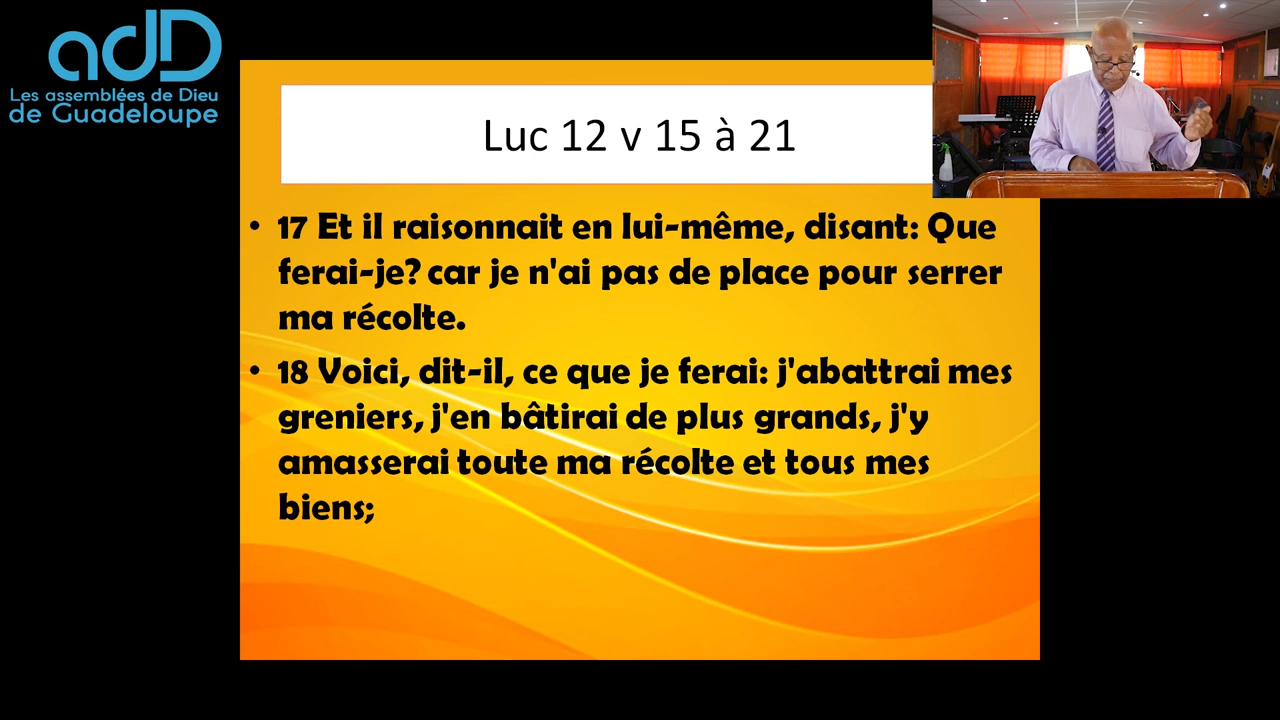 adD
Les assemblées de Dieu
de Guadeloupe
Luc 12 v 15 à 21
• 17 Et il raisonnait en lui-même, disant: Que
ferai-je? car je n'ai pas de place pour serrer
ma récolte.
• 18 Voici, dit-il, ce que je ferai: j'abattrai mes
greniers, j'en bâtirai de plus grands, j'y
amasserai toute ma récolte et tous mes
biens;